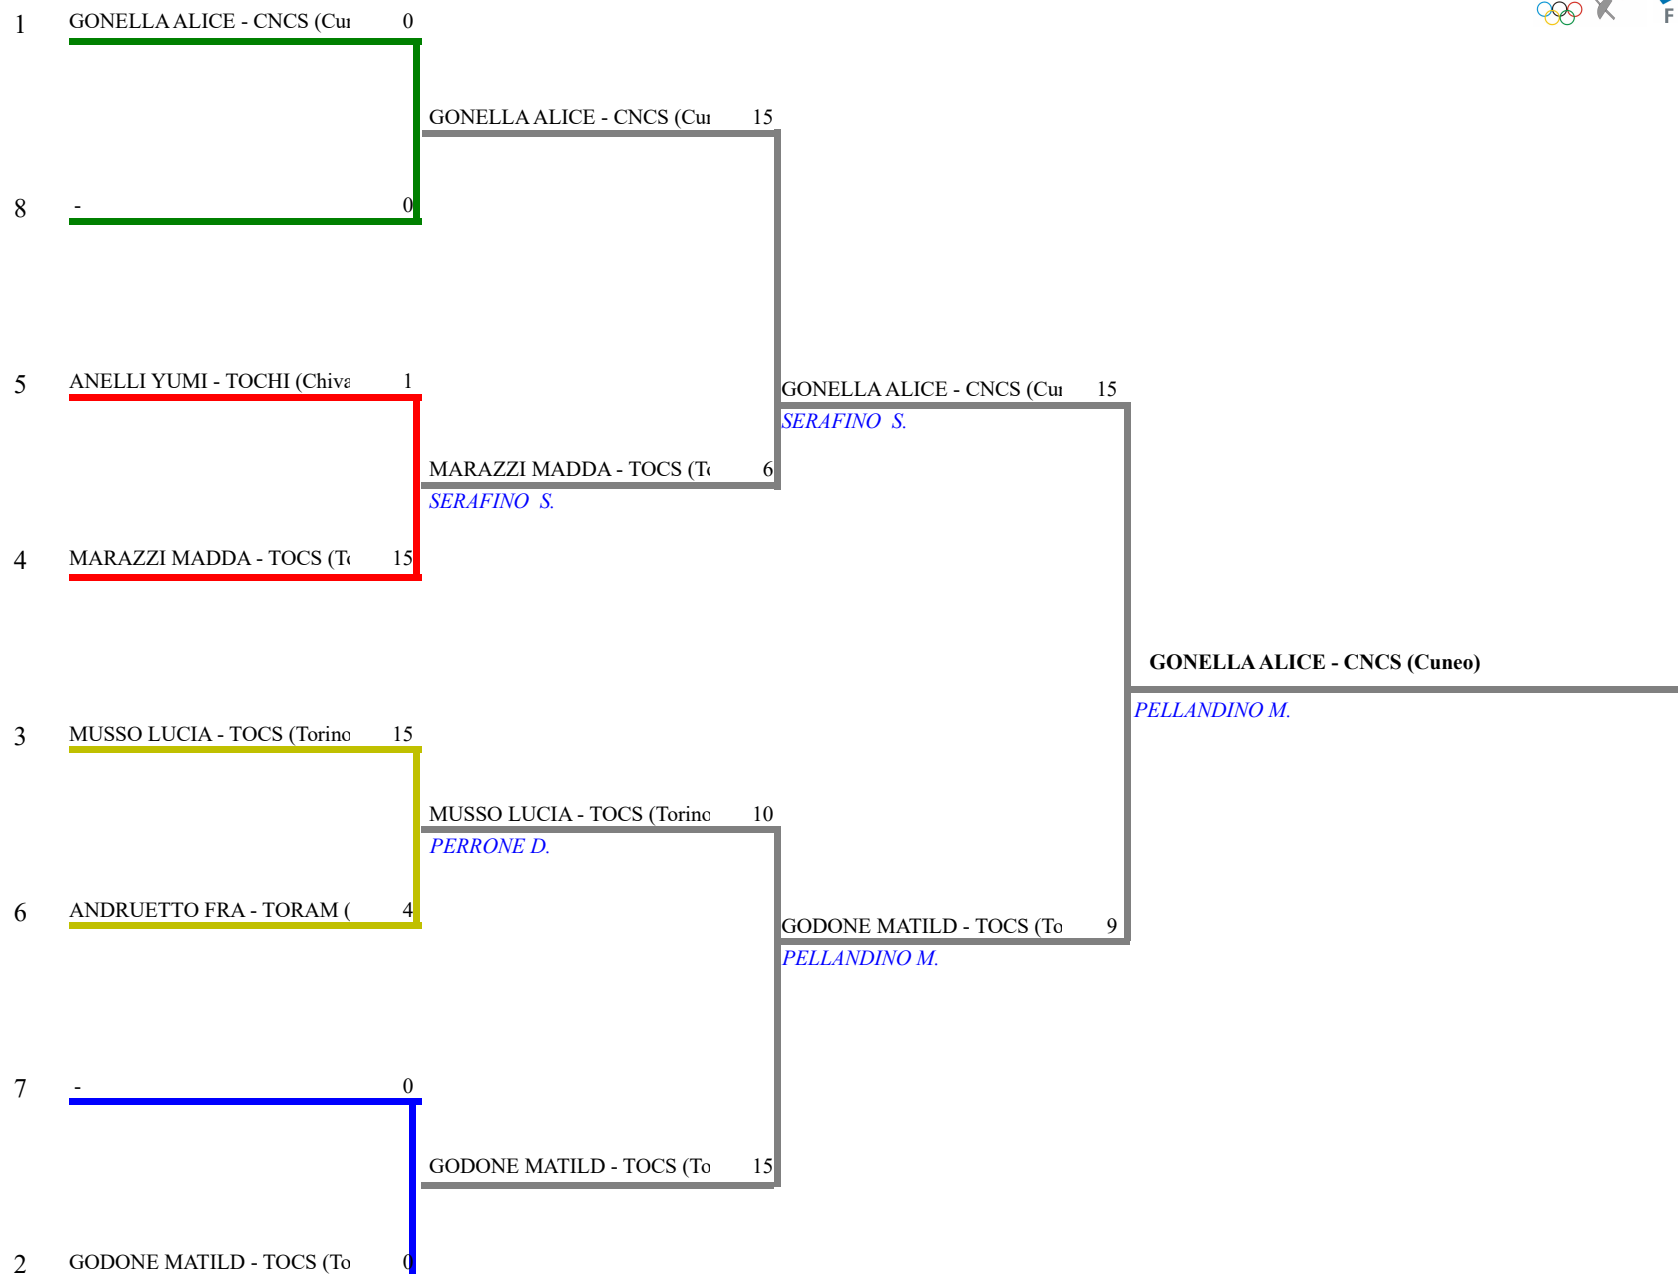 1 GONELLA ALICE - CNCS (Cu 0
F
GONELLA ALICE - CNCS (Cu 15
8 - 0
5 ANELLI YUMI - TOCHI (Chiva 1
GONELLA ALICE - CNCS (Cu 15
SERAFINO S.
MARAZZI MADDA - TOCS (T 6
SERAFINO S.
4 MARAZZI MADDA - TOCS (T 15
GONELLA ALICE - CNCS (Cuneo)
PELLANDINO M.
3 MUSSO LUCIA - TOCS (Torino 15
MUSSO LUCIA - TOCS (Torino 10
PERRONE D.
6 ANDRUETTO FRA - TORAM ( 4
GODONE MATILD - TOCS (To 9
PELLANDINO M.
7 - 0
GODONE MATILD - TOCS (To 15
2 GODONE MATILD - TOCS (To 0